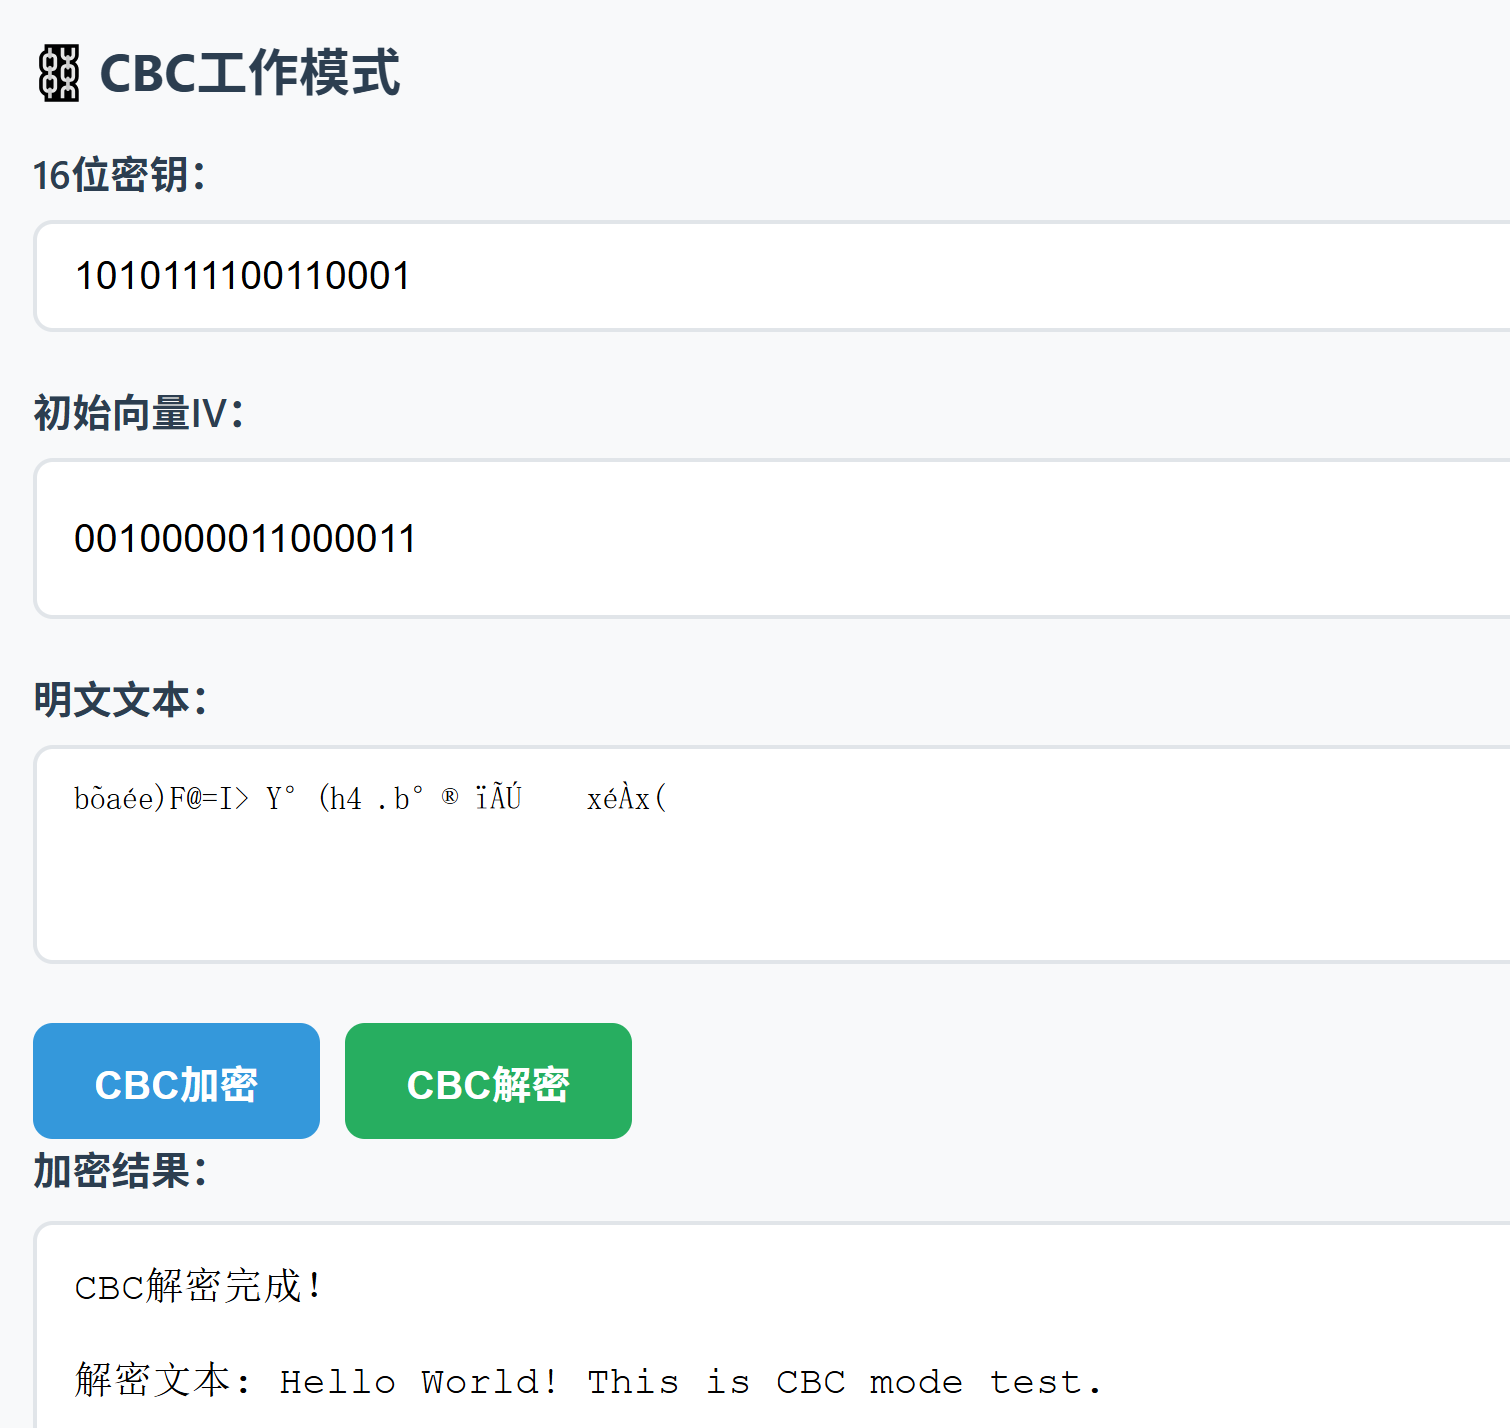 CBC工作模式
16位密钥：
1010111100110001
初始向量IV：
0010000011000011
明文文本：
bõaée)F@=I> Y° (h4 .b° ® ïÃÚ    xéÀx(
CBC加密
CBC解密
加密结果：
CBC解密完成！
解密文本: Hello World! This is CBC mode test.